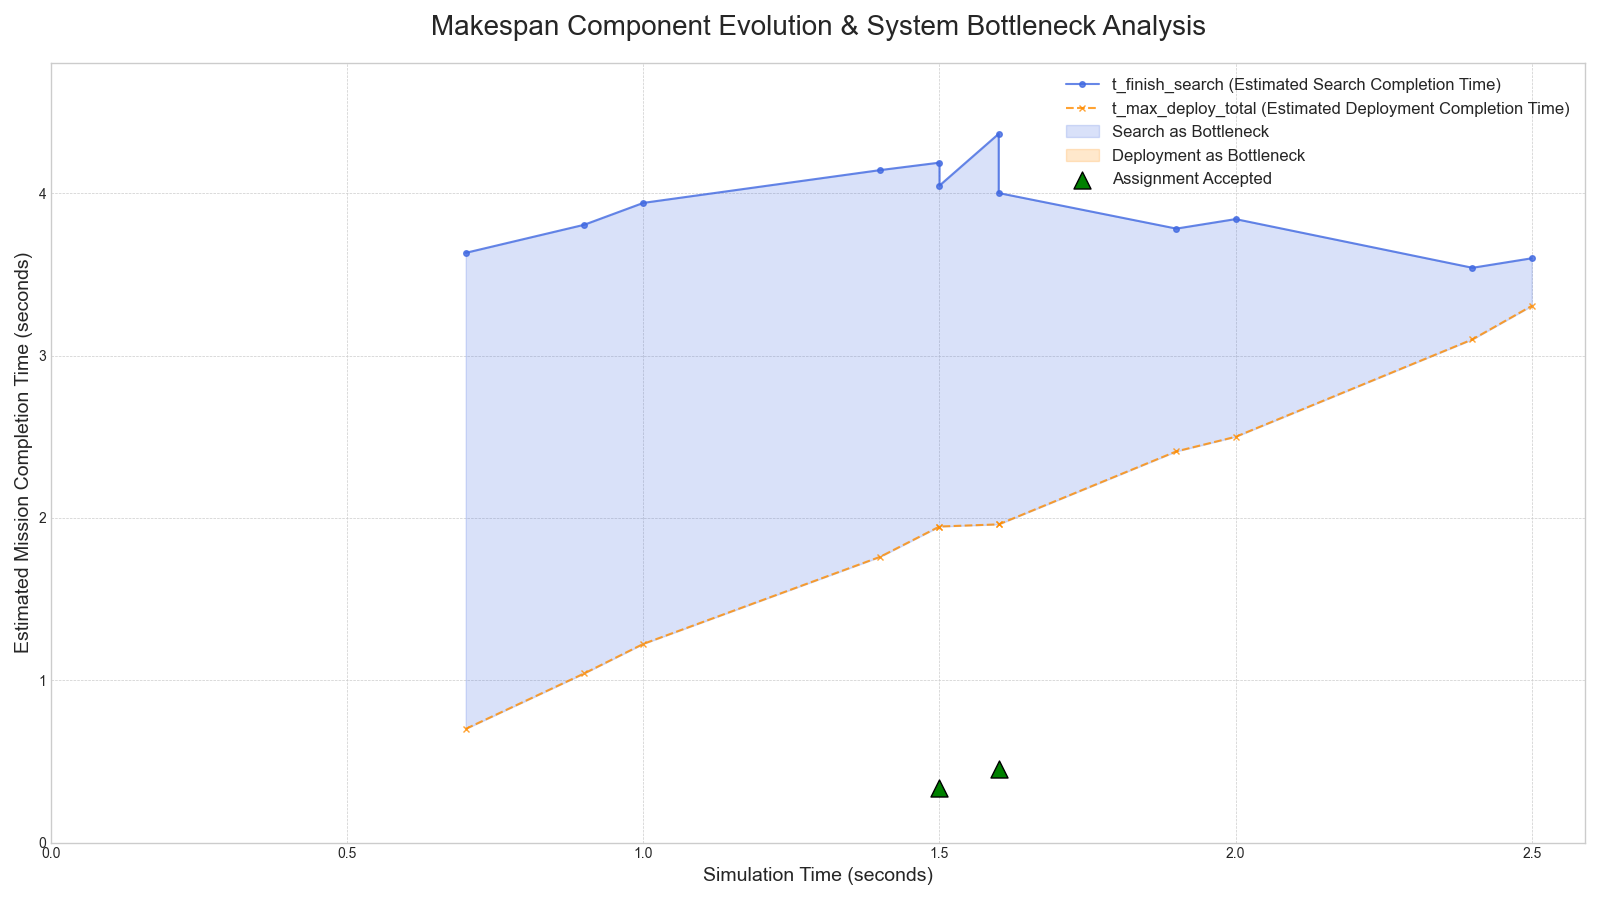 Makespan Component Evolution & System Bottleneck Analysis
t_finish_search (Estimated Search Completion Time)
t_max_deploy_total (Estimated Deployment Completion Time)
Search as Bottleneck
Deployment as Bottleneck
Assignment Accepted
Estimated Mission Completion Time (seconds)
4
3
2
1
0
0.0 0.5 1.0 1.5 2.0 2.5
Simulation Time (seconds)